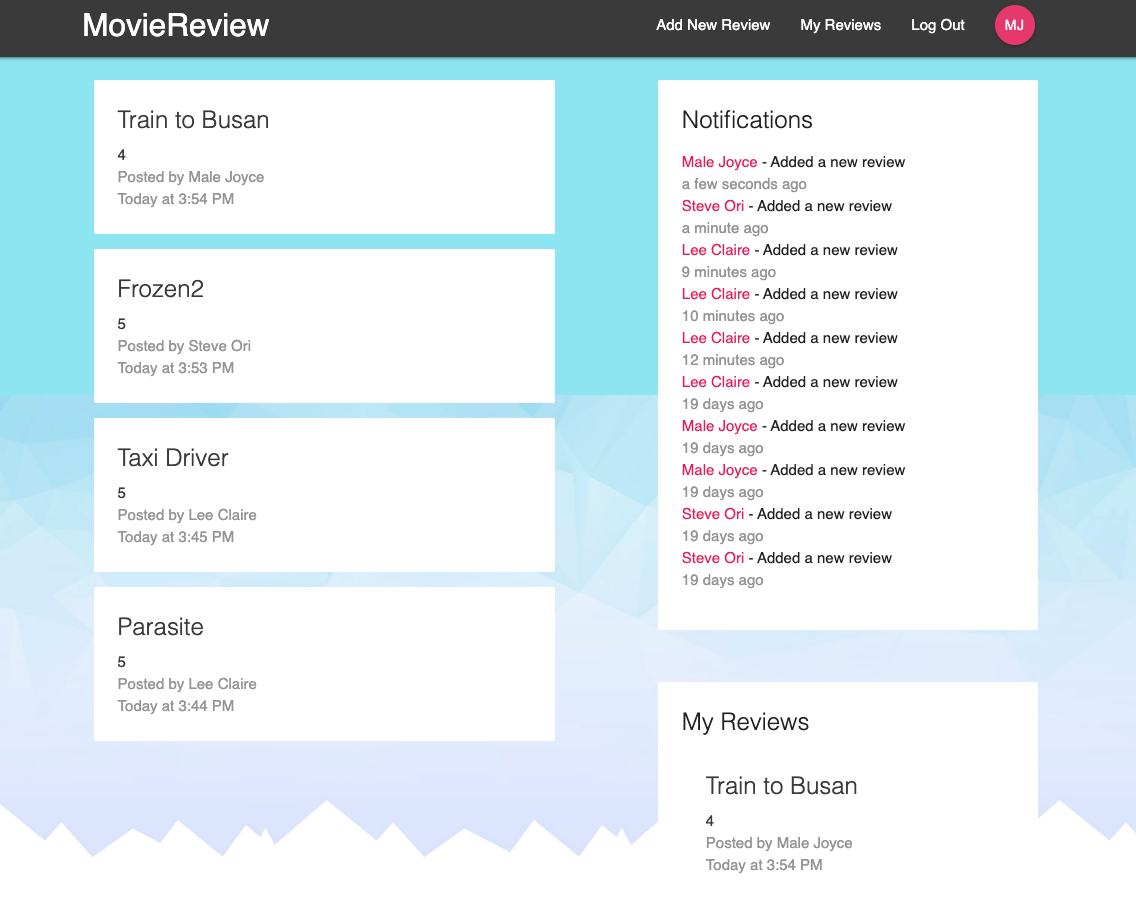 MovieReview
Add New Review
My Reviews
Log Out
MJ
Train to Busan
4
Posted by Male Joyce
Today at 3:54 PM
Frozen2
5
Posted by Steve Ori
Today at 3:53 PM
Taxi Driver
5
Posted by Lee Claire
Today at 3:45 PM
Parasite
5
Posted by Lee Claire
Today at 3:44 PM
Notifications
Male Joyce - Added a new review
a few seconds ago
Steve Ori - Added a new review
a minute ago
Lee Claire - Added a new review
9 minutes ago
Lee Claire - Added a new review
10 minutes ago
Lee Claire - Added a new review
12 minutes ago
Lee Claire - Added a new review
19 days ago
Male Joyce - Added a new review
19 days ago
Male Joyce - Added a new review
19 days ago
Steve Ori - Added a new review
19 days ago
Steve Ori - Added a new review
19 days ago
My Reviews
Train to Busan
4
Posted by Male Joyce
Today at 3:54 PM